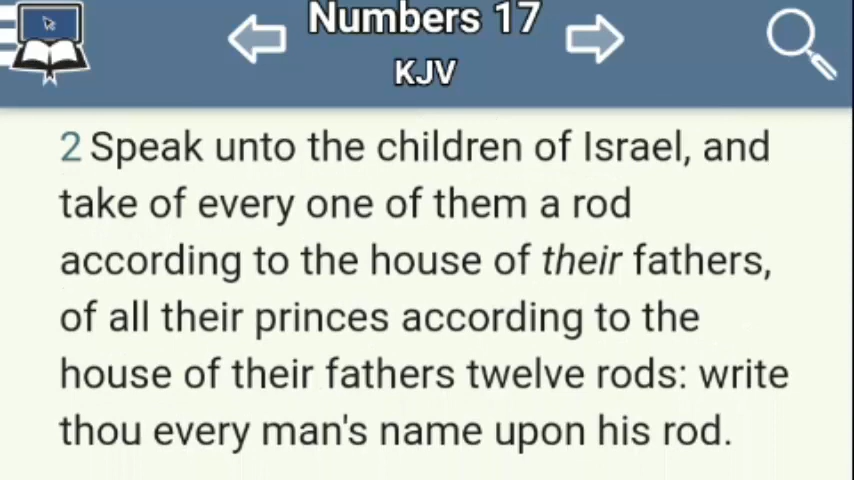 Numbers 17
KJV
2 Speak unto the children of Israel, and
take of every one of them a rod
according to the house of their fathers,
of all their princes according to the
house of their fathers twelve rods: write
thou every man's name upon his rod.